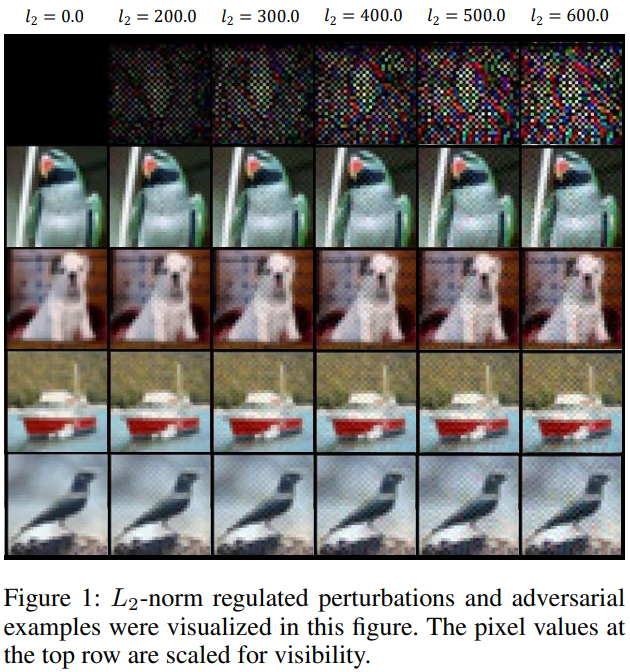 l₂ = 0.0 l₂ = 200.0 l₂ = 300.0 l₂ = 400.0 l₂ = 500.0 l₂ = 600.0
Figure 1: L₂-norm regulated perturbations and adversarial
examples were visualized in this figure. The pixel values at
the top row are scaled for visibility.